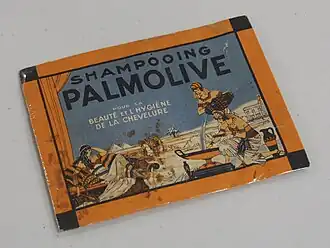 SHAMPOOING
PALMOLIVE
POUR LA
BEAUTÉ ET L'HYGIÈNE
DE LA CHEVELURE